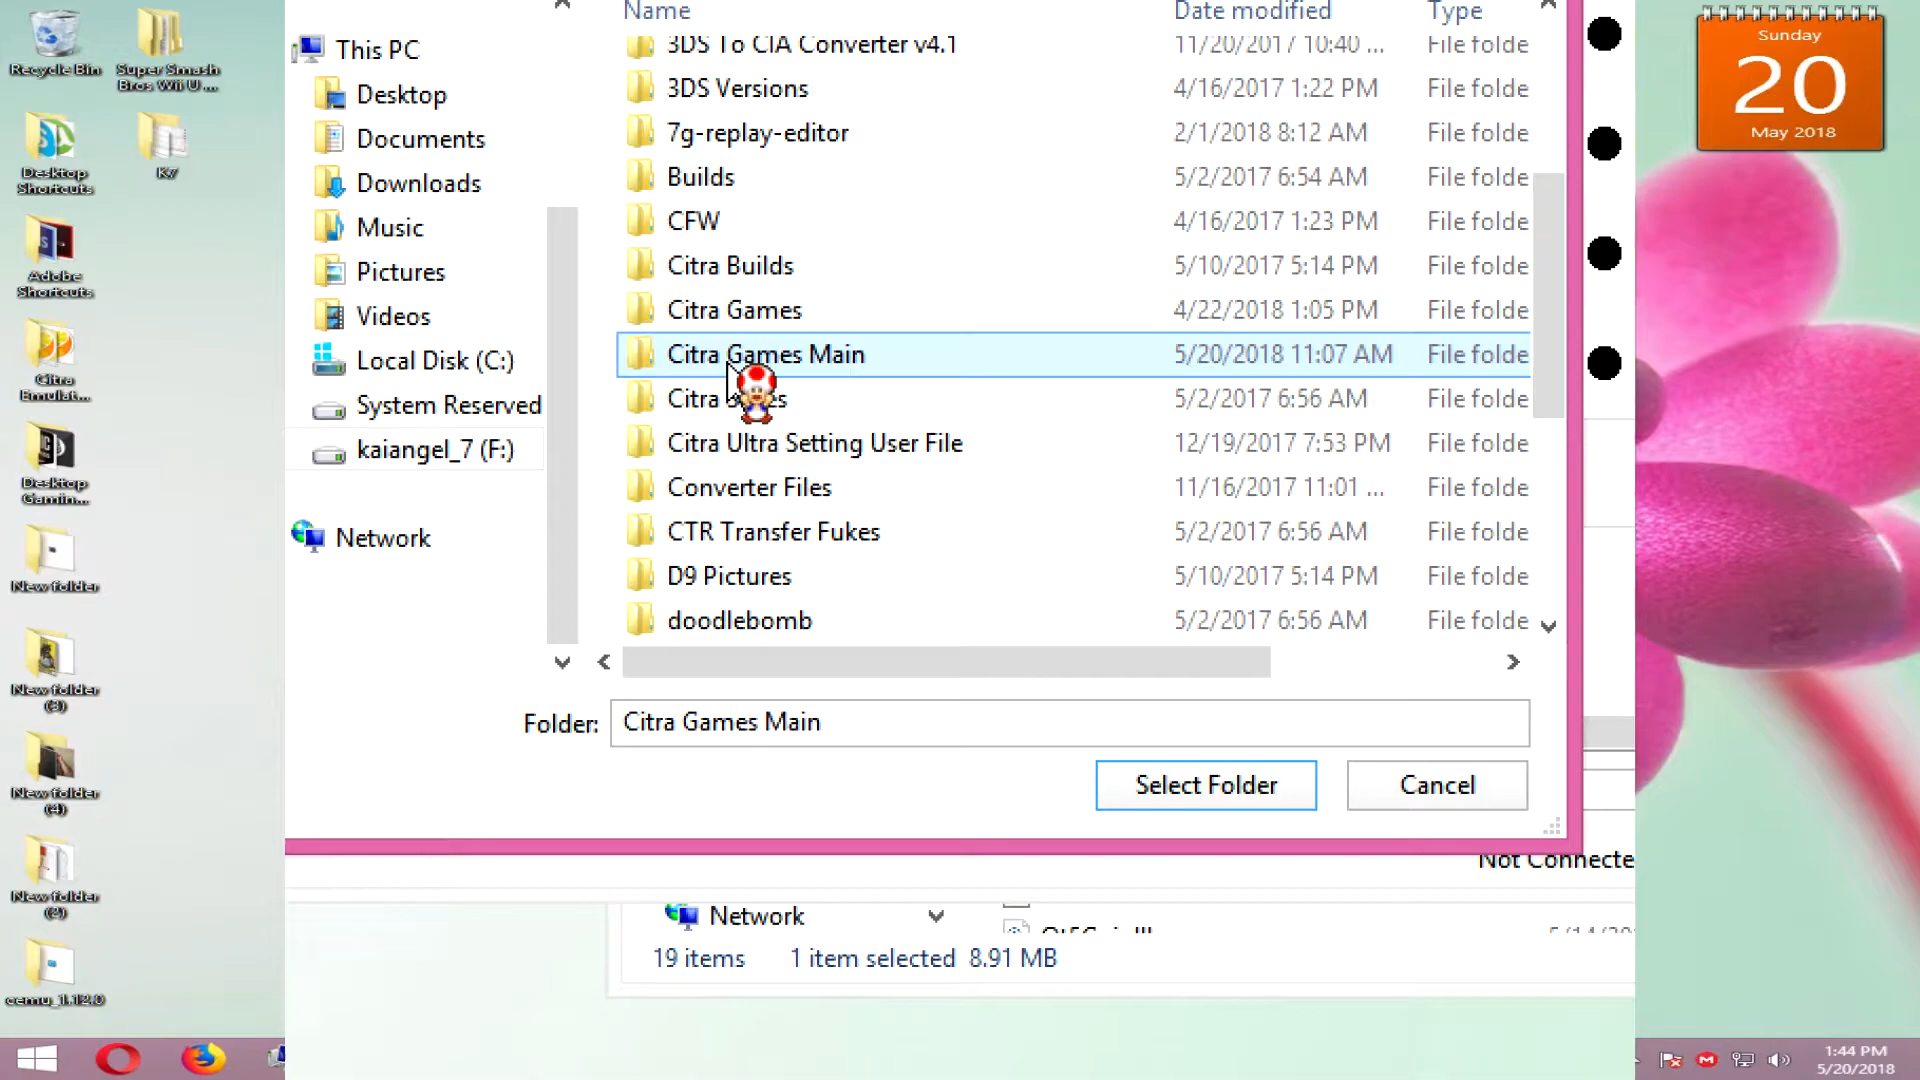 Recycle Bin
Super Smash
Bros Wii U ...
Desktop
Shortcuts
K7
Adobe
Shortcuts
Citra
Emulat...
Desktop
Gamin...
New folder
New folder
(3)
New folder
(4)
New folder
(2)
cemu_1.12.0
This PC
Desktop
Documents
Downloads
Music
Pictures
Videos
Local Disk (C:)
System Reserved
kaiangel_7 (F:)
Network
Name Date modified Type
3DS To CIA Converter v4.1 11/20/2017 10:40 ... File folde
3DS Versions 4/16/2017 1:22 PM File folde
7g-replay-editor 2/1/2018 8:12 AM File folde
Builds 5/2/2017 6:54 AM File folde
CFW 4/16/2017 1:23 PM File folde
Citra Builds 5/10/2017 5:14 PM File folde
Citra Games 4/22/2018 1:05 PM File folde
Citra Games Main 5/20/2018 11:07 AM File folde
Citra 5/2/2017 6:56 AM File folde
Citra Ultra Setting User File 12/19/2017 7:53 PM File folde
Converter Files 11/16/2017 11:01 ... File folde
CTR Transfer Fukes 5/2/2017 6:56 AM File folde
D9 Pictures 5/10/2017 5:14 PM File folde
doodlebomb 5/2/2017 6:56 AM File folde
Folder: Citra Games Main
Select Folder Cancel
Not Connecte
Network
19 items 1 item selected 8.91 MB
Sunday
20
May 2018
1:44 PM
5/20/2018